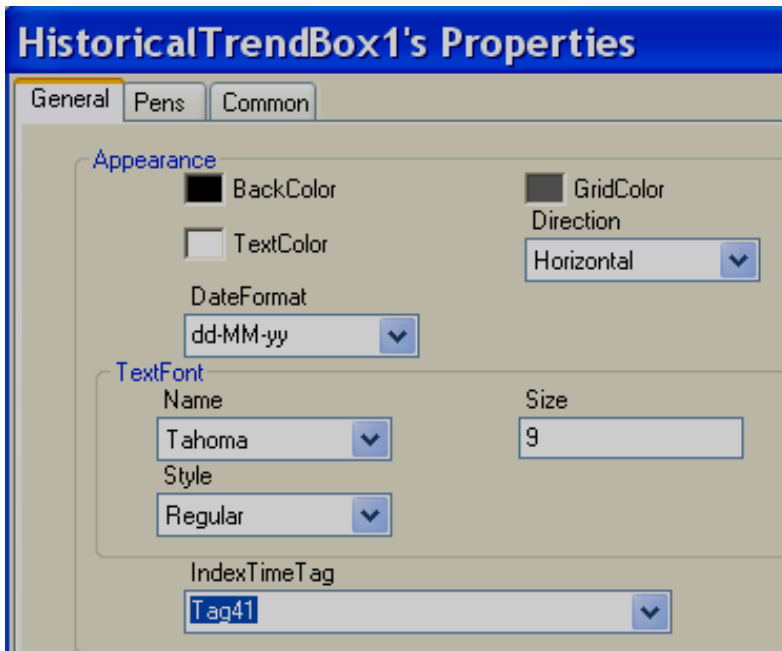 HistoricalTrendBox1's Properties
General Pens Common
Appearance
BackColor GridColor
Direction
TextColor
Horizontal
DateFormat
dd-MM-yy
TextFont
Name Size
Tahoma 9
Style
Regular
IndexTimeTag
Tag41